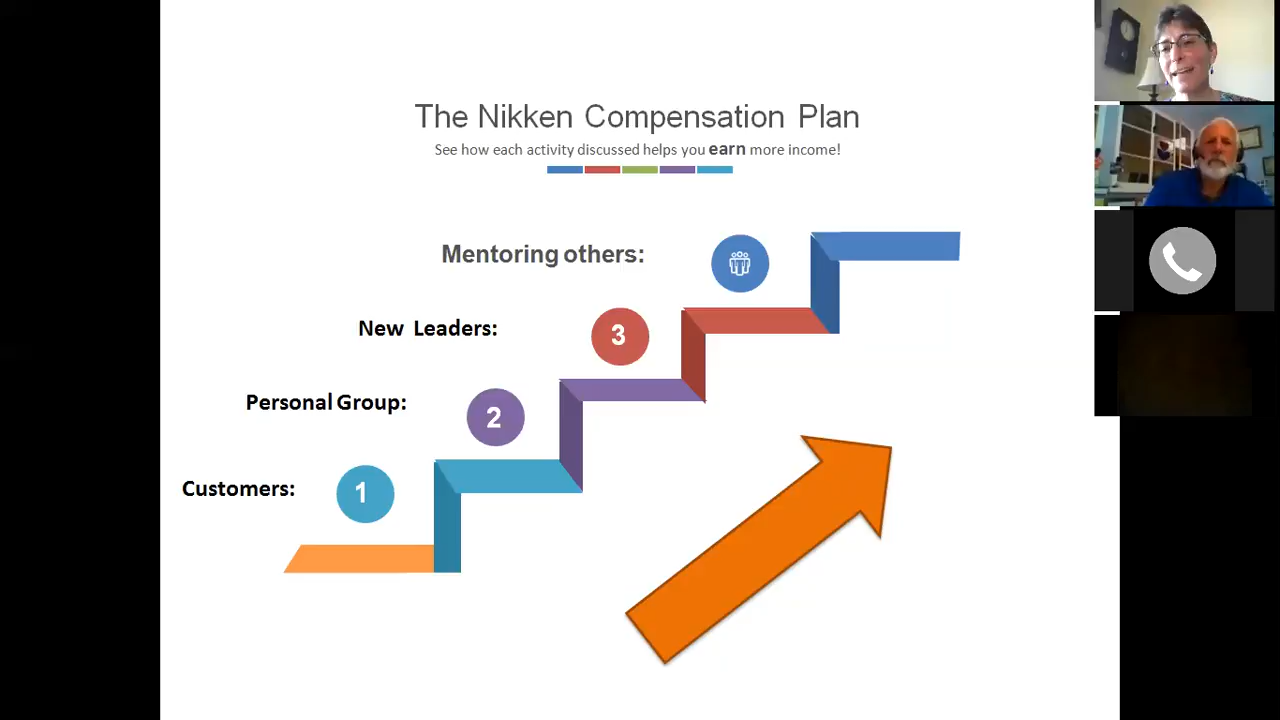 The Nikken Compensation Plan
See how each activity discussed helps you earn more income!
Mentoring others:
New Leaders:
3
Personal Group:
2
Customers:
1